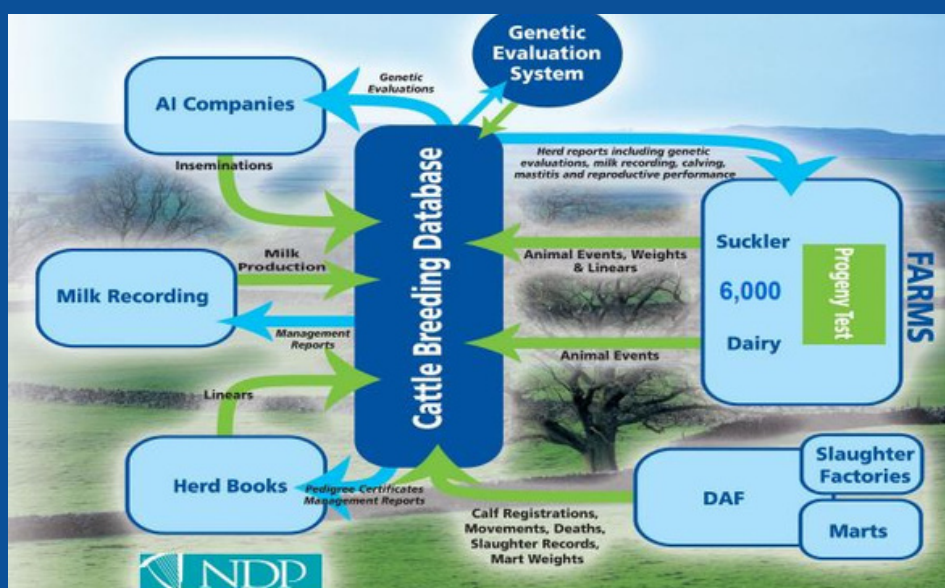 Genetic
Evaluation
System
AI Companies
Genetic
Evaluations
Inseminations
Herd reports including genetic
evaluations, milk recording, calving,
mastitis and reproductive performance
Cattle Breeding Database
Milk
Production
Milk Recording
Management
Reports
Animal Events, Weights
& Linears
Suckler
6,000
Dairy
Progeny Test
FARMS
Animal Events
Linears
Herd Books
Pedigree Certificates
Management Reports
Calf Registrations,
Movements, Deaths,
Slaughter Records,
Mart Weights
DAF
Slaughter
Factories
Marts
NDP